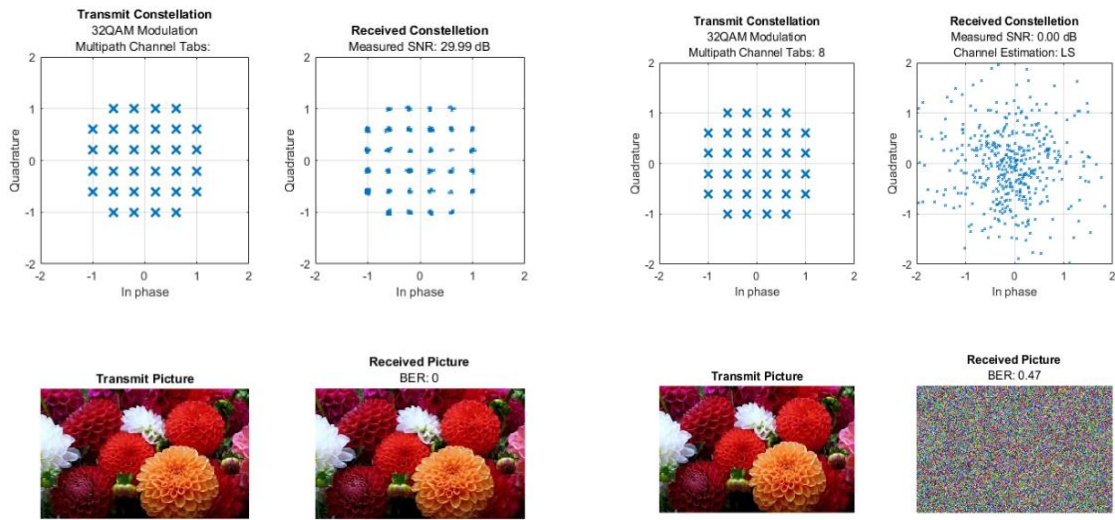 Transmit Constellation
32QAM Modulation
Multipath Channel Tabs:
2
1
0
-1
-2
Quadrature
-2
-1
0
1
2
In phase
Received Constelletion
Measured SNR: 29.99 dB
2
1
0
-1
-2
Quadrature
-2
-1
0
1
2
In phase
Transmit Constellation
32QAM Modulation
Multipath Channel Tabs: 8
2
1
0
-1
-2
Quadrature
-2
-1
0
1
2
In phase
Received Constelletion
Measured SNR: 0.00 dB
Channel Estimation: LS
2
1
0
-1
-2
Quadrature
-2
-1
0
1
2
In phase
Transmit Picture
Received Picture
BER: 0
Transmit Picture
Received Picture
BER: 0.47